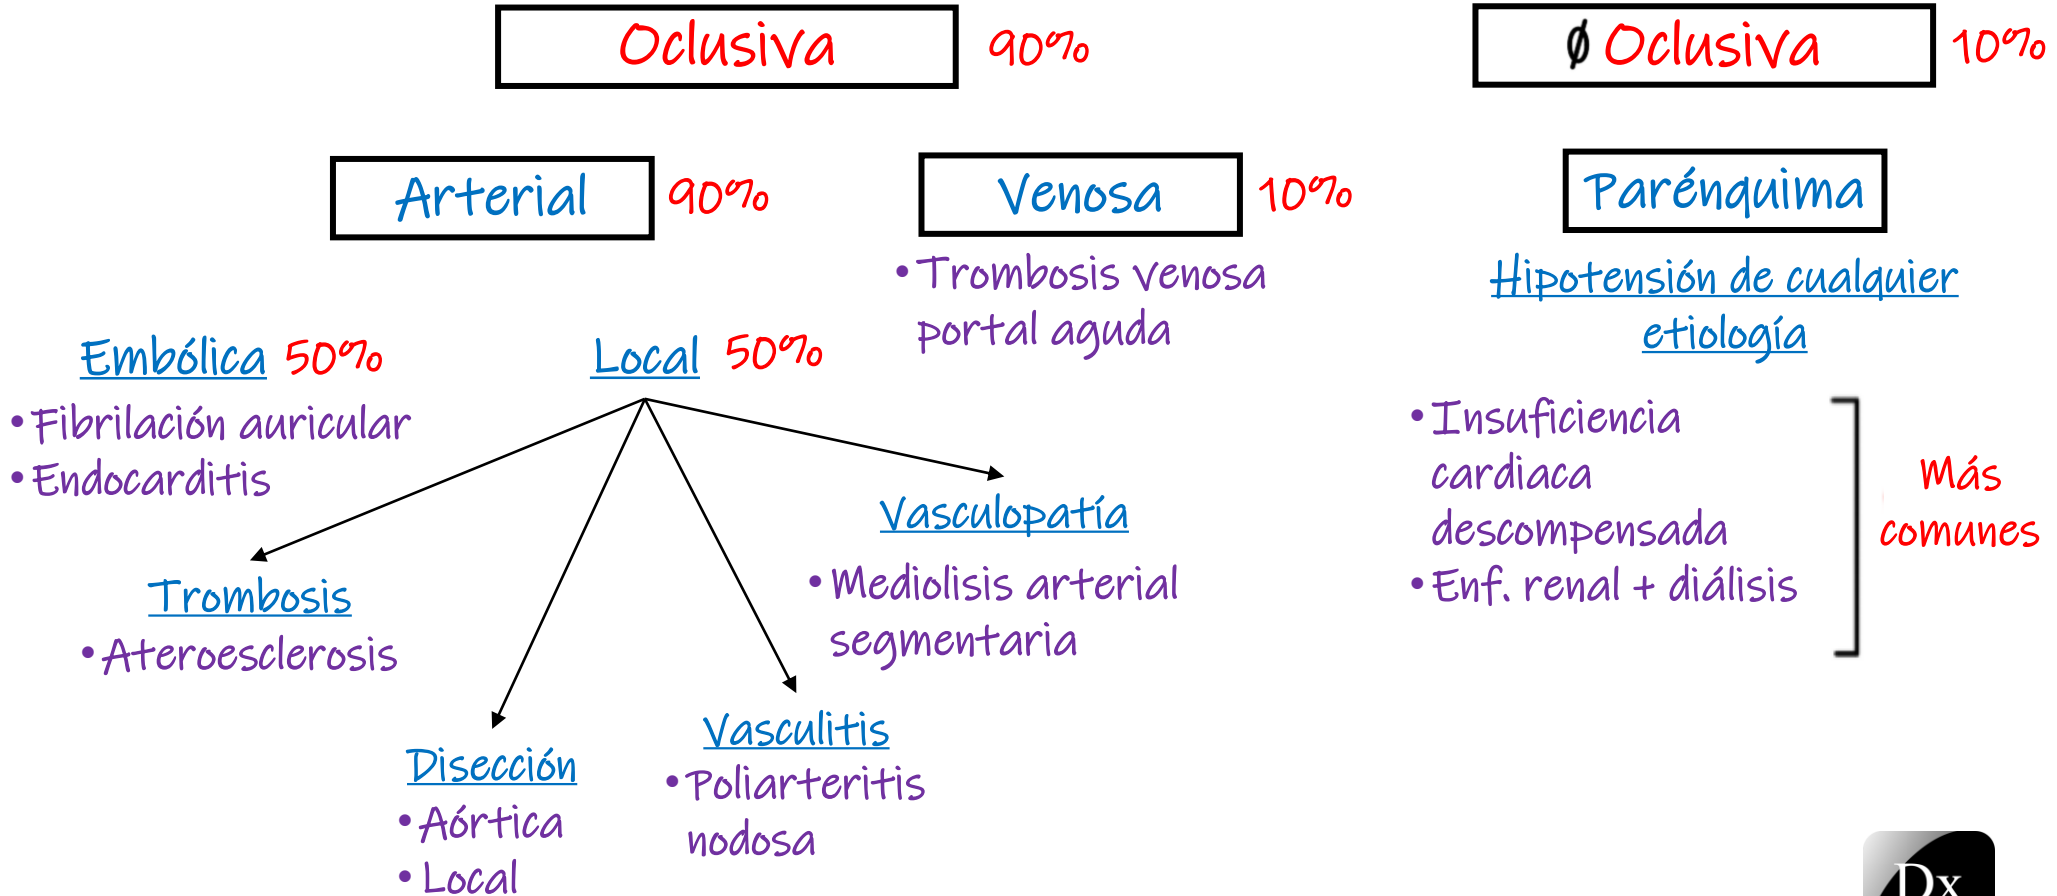 Oclusiva 90%
Ø Oclusiva 10%
Arterial 90%
Venosa 10%
Parénquima
• Trombosis venosa
portal aguda
Hipotensión de cualquier
etiología
Embólica 50%
Local 50%
• Fibrilación auricular
• Endocarditis
• Insuficiencia
cardiaca
descompensada
• Enf. renal + diálisis
Más
comunes
Vasculopatía
• Mediolisis arterial
segmentaria
Trombosis
• Ateroesclerosis
Disección
• Aórtica
• Local
Vasculitis
• Poliarteritis
nodosa
Dx